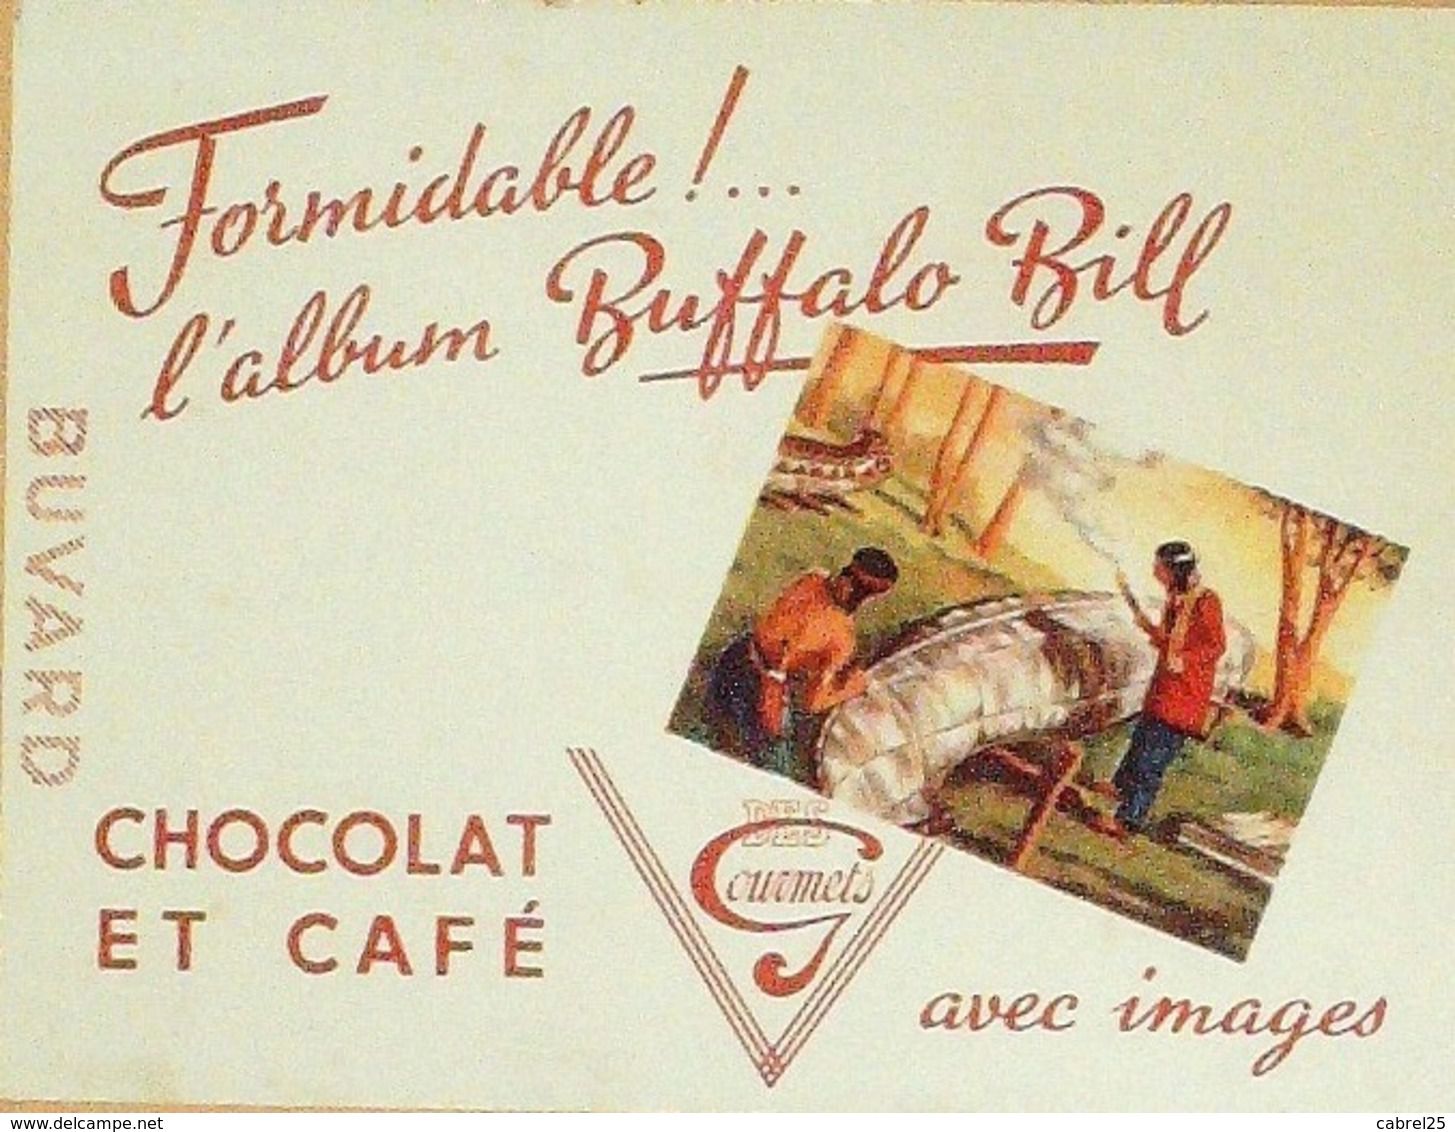 Formidable !...
l'album Buffalo Bill
BUVARD
CHOCOLAT
ET CAFÉ
DES
Gourmets
avec images
www.delcampe.net
cabrel25